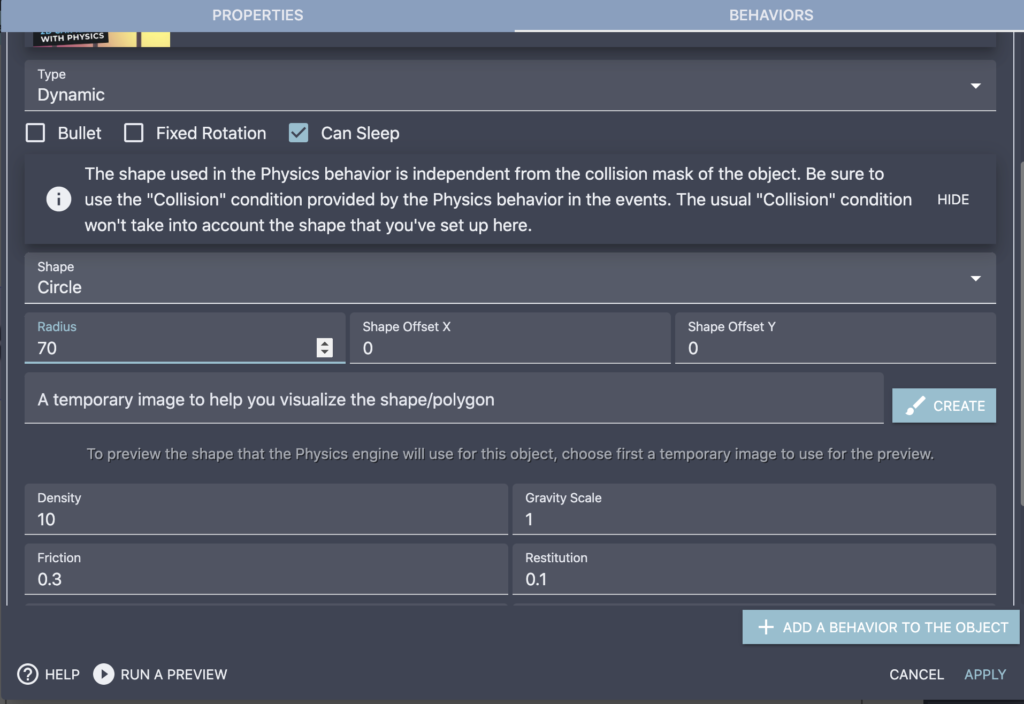 PROPERTIES BEHAVIORS
WITH PHYSICS
Type
Dynamic
Bullet Fixed Rotation Can Sleep
The shape used in the Physics behavior is independent from the collision mask of the object. Be sure to
use the "Collision" condition provided by the Physics behavior in the events. The usual "Collision" condition
won't take into account the shape that you've set up here.
HIDE
Shape
Circle
Radius Shape Offset X Shape Offset Y
70 0 0
A temporary image to help you visualize the shape/polygon
CREATE
To preview the shape that the Physics engine will use for this object, choose first a temporary image to use for the preview.
Density Gravity Scale
10 1
Friction Restitution
0.3 0.1
ADD A BEHAVIOR TO THE OBJECT
HELP RUN A PREVIEW CANCEL APPLY